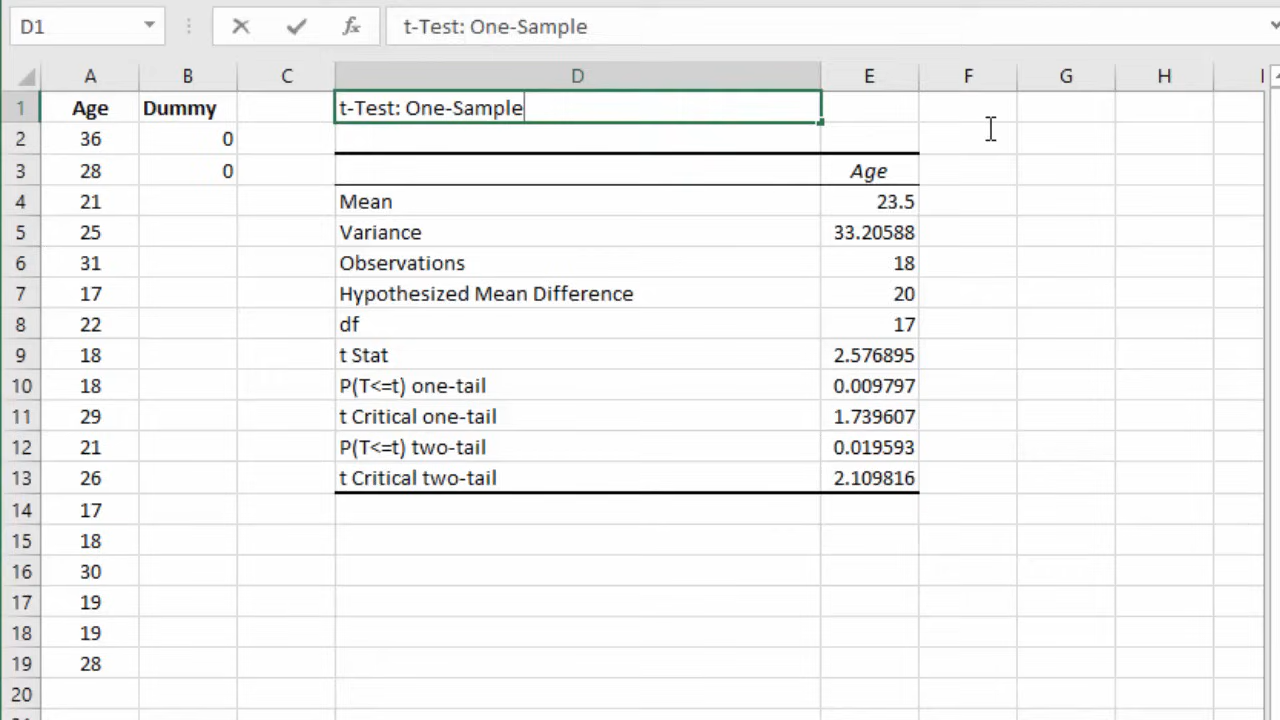 D1 fx t-Test: One-Sample
A B C D E F G H I
1 Age Dummy t-Test: One-Sample
2 36 0
3 28 0 Age
4 21 Mean 23.5
5 25 Variance 33.20588
6 31 Observations 18
7 17 Hypothesized Mean Difference 20
8 22 df 17
9 18 t Stat 2.576895
10 18 P(T<=t) one-tail 0.009797
11 29 t Critical one-tail 1.739607
12 21 P(T<=t) two-tail 0.019593
13 26 t Critical two-tail 2.109816
14 17
15 18
16 30
17 19
18 19
19 28
20